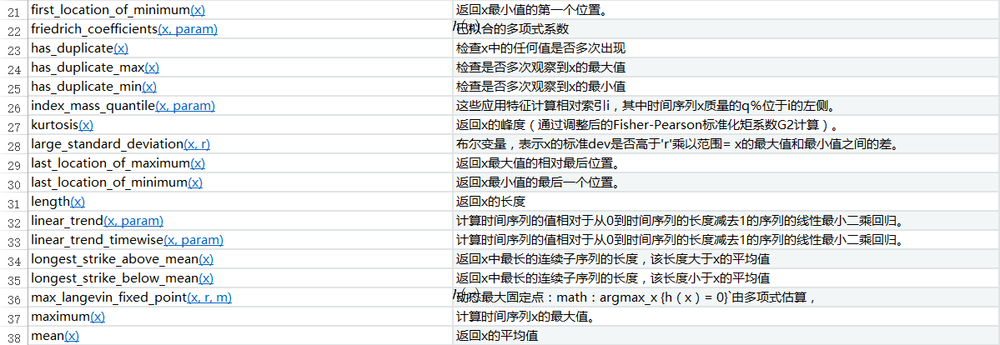 21 first_location_of_minimum(x) 返回x最小值的第一个位置。
22 friedrich_coefficients(x, param) h(x) 已拟合的多项式系数
23 has_duplicate(x) 检查x中的任何值是否多次出现
24 has_duplicate_max(x) 检查是否多次观察到x的最大值
25 has_duplicate_min(x) 检查是否多次观察到x的最小值
26 index_mass_quantile(x, param) 这些应用特征计算相对索引i，其中时间序列x质量的q％位于i的左侧。
27 kurtosis(x) 返回x的峰度（通过调整后的Fisher-Pearson标准化矩系数G2计算）。
28 large_standard_deviation(x, r) 布尔变量，表示x的标准dev是否高于'r'乘以范围= x的最大值和最小值之间的差。
29 last_location_of_maximum(x) 返回x最大值的相对最后位置。
30 last_location_of_minimum(x) 返回x最小值的最后一个位置。
31 length(x) 返回x的长度
32 linear_trend(x, param) 计算时间序列的值相对于从0到时间序列的长度减去1的序列的线性最小二乘回归。
33 linear_trend_timewise(x, param) 计算时间序列的值相对于从0到时间序列的长度减去1的序列的线性最小二乘回归。
34 longest_strike_above_mean(x) 返回x中最长的连续子序列的长度，该长度大于x的平均值
35 longest_strike_below_mean(x) 返回x中最长的连续子序列的长度，该长度小于x的平均值
36 max_langevin_fixed_point(x, r, m) h(x) 动态最大固定点：math：argmax_x {h（x）= 0}`由多项式估算，
37 maximum(x) 计算时间序列x的最大值。
38 mean(x) 返回x的平均值